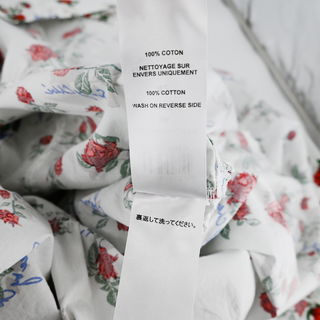 100% COTON
NETTOYAGE SUR
ENVERS UNIQUEMENT
100% COTTON
WASH ON REVERSE SIDE
裏返して洗ってください。